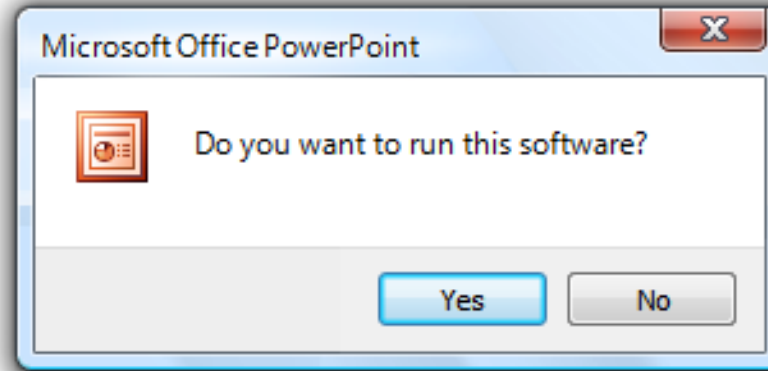 Microsoft Office PowerPoint
Do you want to run this software?
Yes No